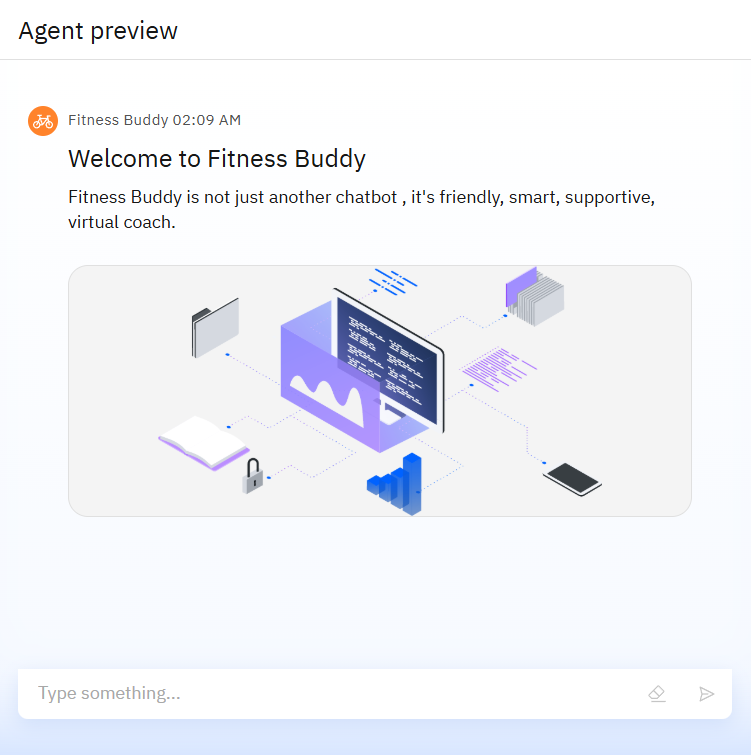 Agent preview
Fitness Buddy 02:09 AM
Welcome to Fitness Buddy
Fitness Buddy is not just another chatbot , it's friendly, smart, supportive,
virtual coach.
Type something...